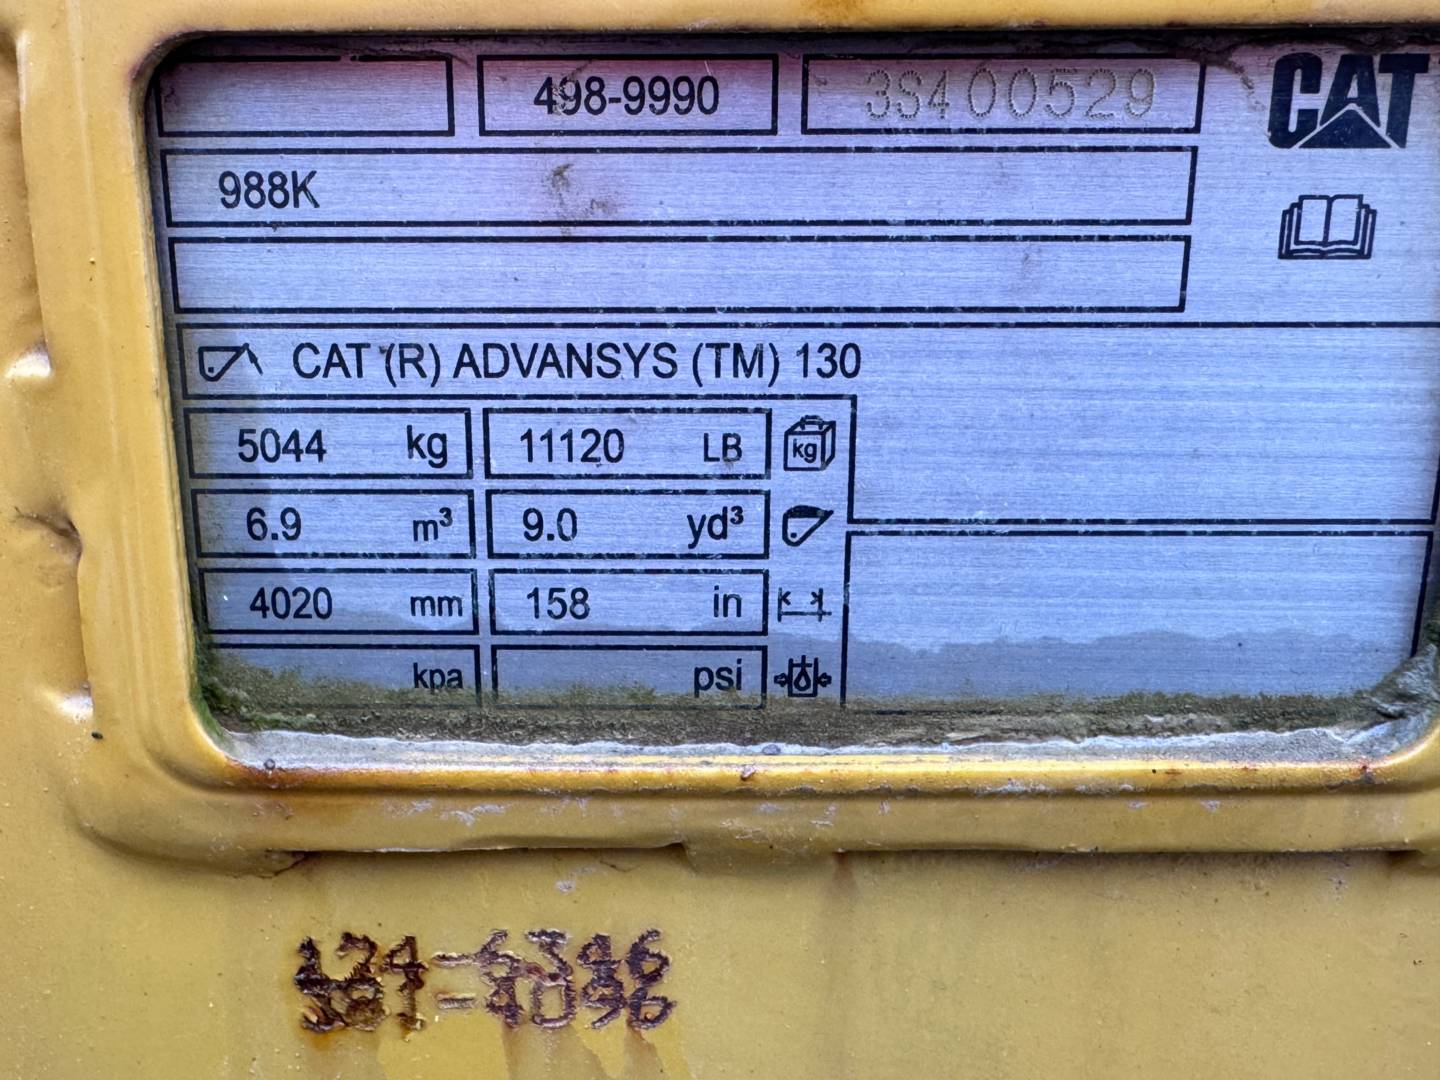 498-9990 3S400529 CAT
988K
CAT (R) ADVANSYS (TM) 130
5044 kg 11120 LB kg
6.9 m³ 9.0 yd³
4020 mm 158 in
kpa psi